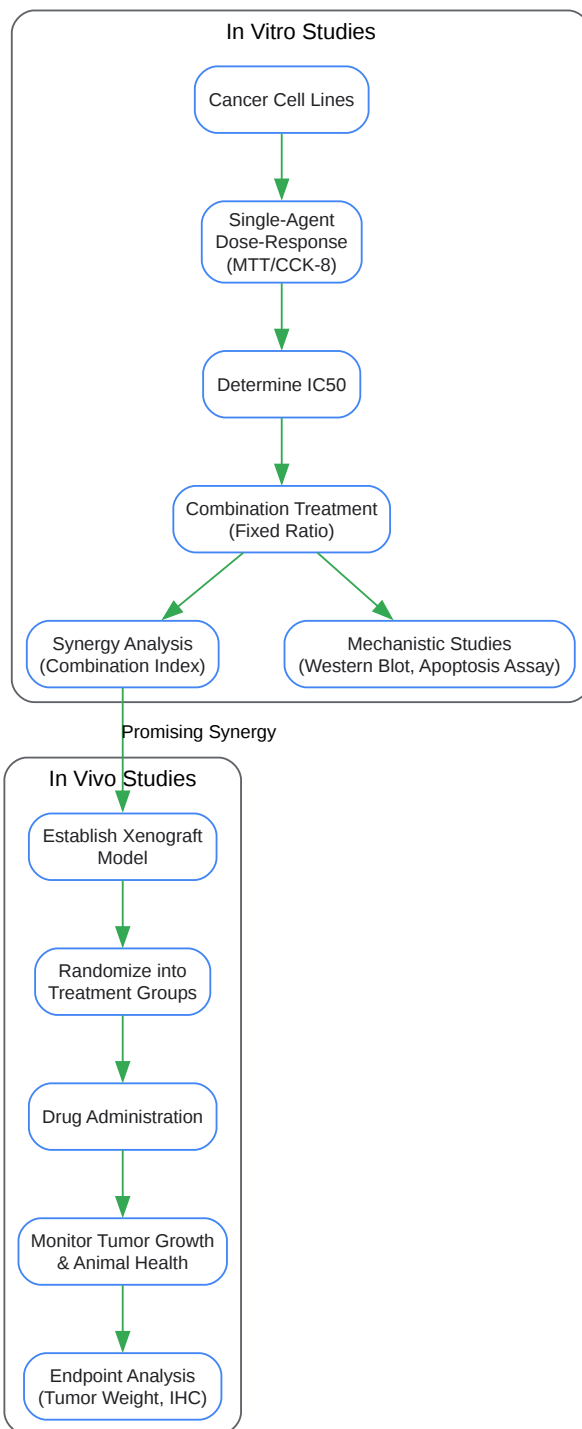 In Vitro Studies
Cancer Cell Lines
Single-Agent
Dose-Response
(MTT/CCK-8)
Determine IC50
Combination Treatment
(Fixed Ratio)
Synergy Analysis
(Combination Index)
Mechanistic Studies
(Western Blot, Apoptosis Assay)
Promising Synergy
In Vivo Studies
Establish Xenograft
Model
Randomize into
Treatment Groups
Drug Administration
Monitor Tumor Growth
& Animal Health
Endpoint Analysis
(Tumor Weight, IHC)